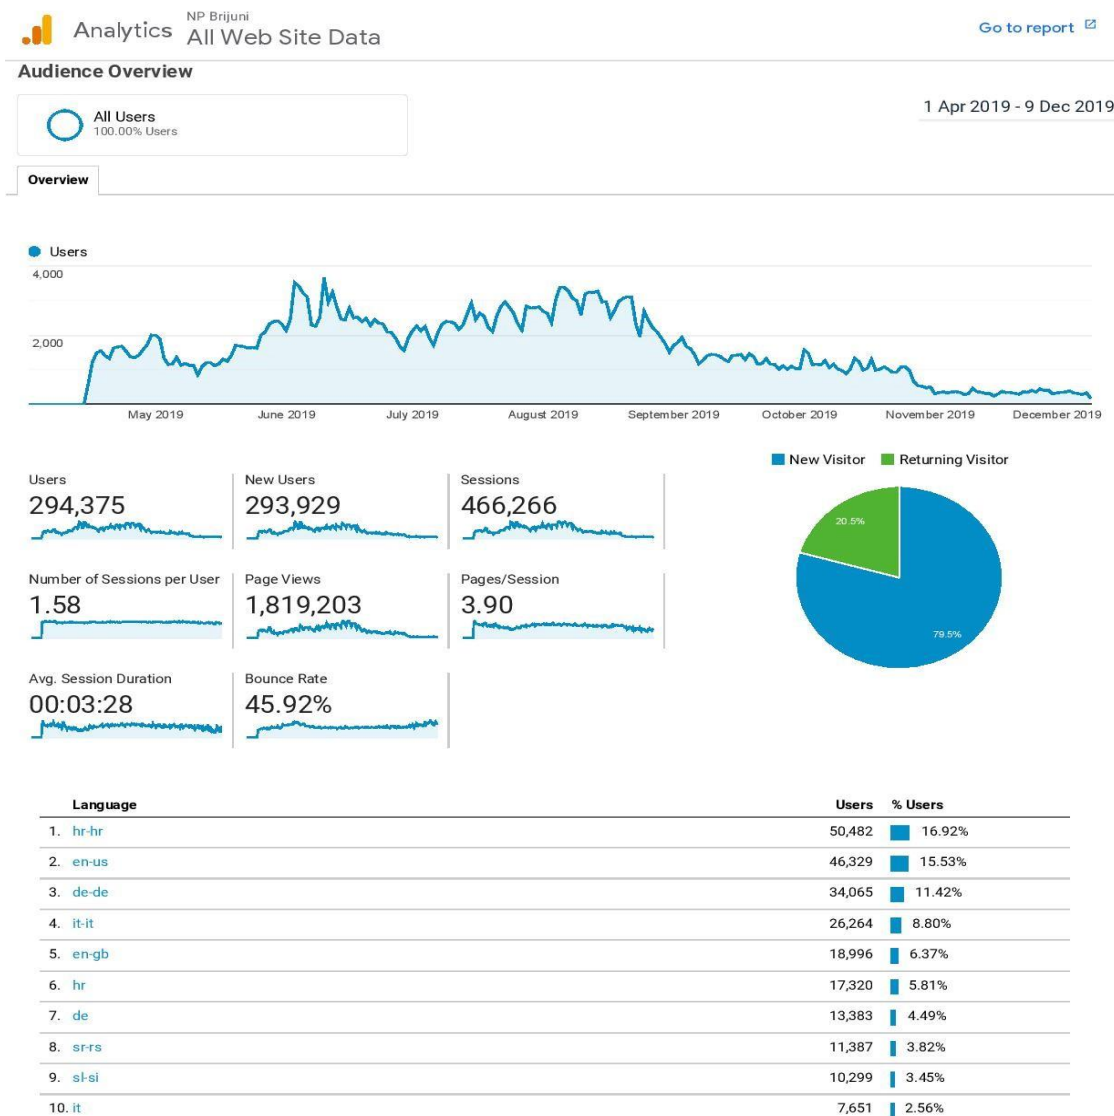 Analytics
NP Brijuni
All Web Site Data
Go to report
Audience Overview
All Users
100.00% Users
1 Apr 2019 - 9 Dec 2019
Overview
Users
4,000
2,000
May 2019 June 2019 July 2019 August 2019 September 2019 October 2019 November 2019 December 2019
New Visitor Returning Visitor
20.5%
79.5%
Users
294,375
New Users
293,929
Sessions
466,266
Number of Sessions per User
1.58
Page Views
1,819,203
Pages/Session
3.90
Avg. Session Duration
00:03:28
Bounce Rate
45.92%
Language Users % Users
1. hr-hr 50,482 16.92%
2. en-us 46,329 15.53%
3. de-de 34,065 11.42%
4. it-it 26,264 8.80%
5. en-gb 18,996 6.37%
6. hr 17,320 5.81%
7. de 13,383 4.49%
8. sr-rs 11,387 3.82%
9. sl-si 10,299 3.45%
10. it 7,651 2.56%